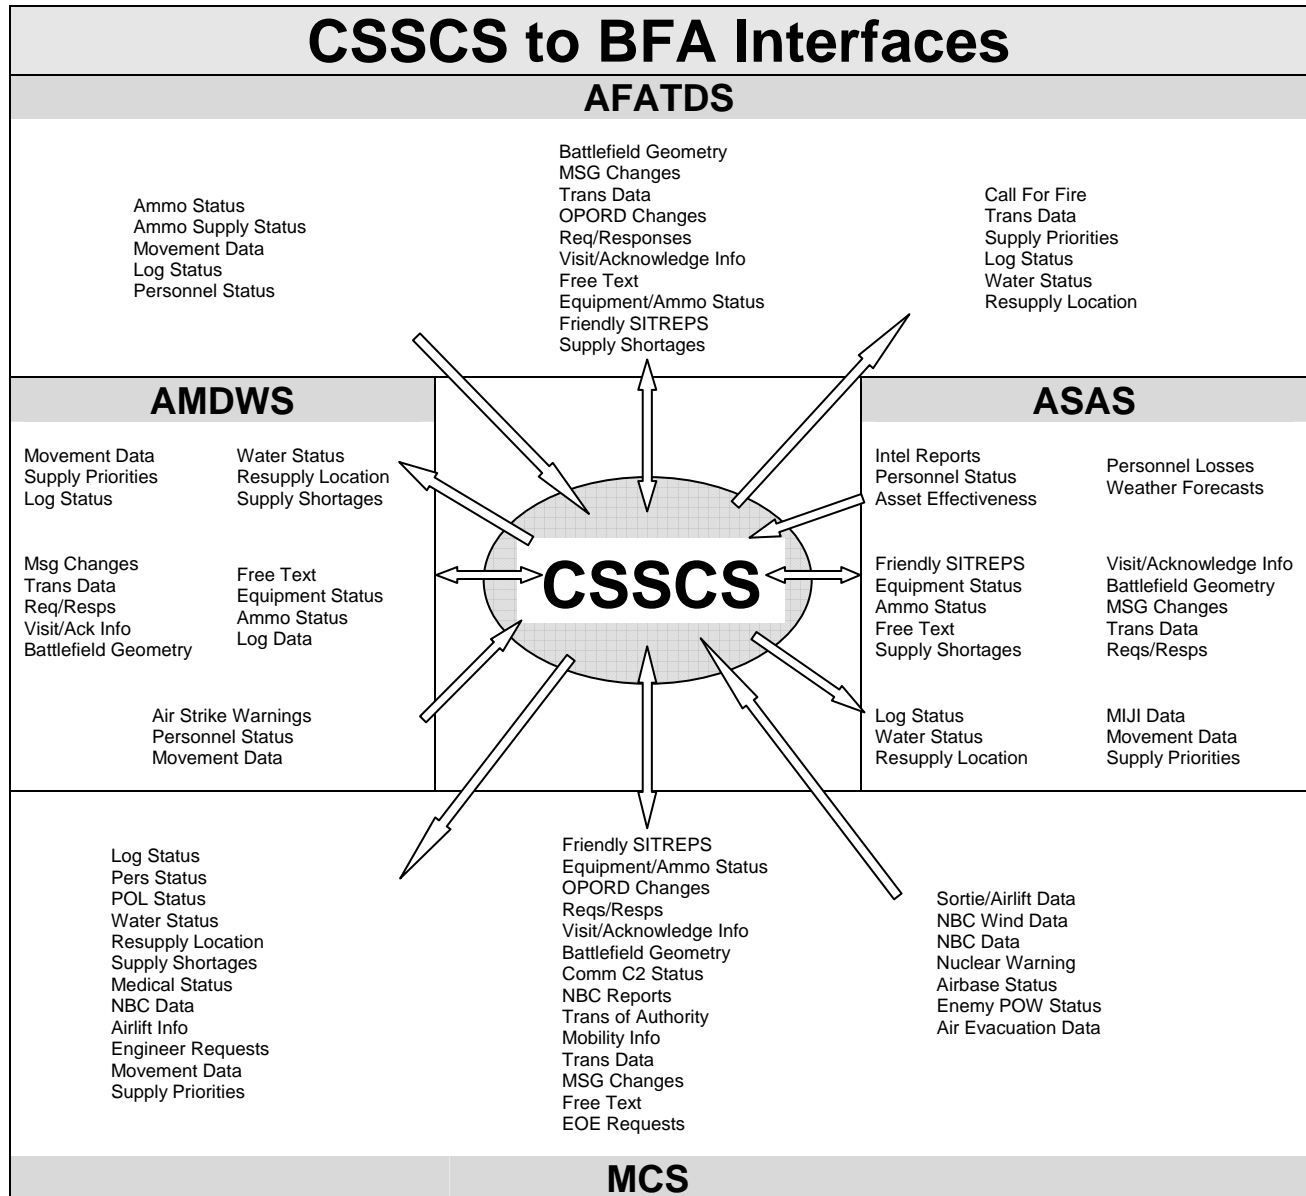 CSSCS to BFA Interfaces
AFATDS
Ammo Status
Ammo Supply Status
Movement Data
Log Status
Personnel Status
Battlefield Geometry
MSG Changes
Trans Data
OPORD Changes
Req/Responses
Visit/Acknowledge Info
Free Text
Equipment/Ammo Status
Friendly SITREPS
Supply Shortages
Call For Fire
Trans Data
Supply Priorities
Log Status
Water Status
Resupply Location
AMDWS
Movement Data
Supply Priorities
Log Status
Water Status
Resupply Location
Supply Shortages
Msg Changes
Trans Data
Req/Resps
Visit/Ack Info
Battlefield Geometry
Free Text
Equipment Status
Ammo Status
Log Data
Air Strike Warnings
Personnel Status
Movement Data
CSSCS
ASAS
Intel Reports
Personnel Status
Asset Effectiveness
Personnel Losses
Weather Forecasts
Friendly SITREPS
Equipment Status
Ammo Status
Free Text
Supply Shortages
Visit/Acknowledge Info
Battlefield Geometry
MSG Changes
Trans Data
Reqs/Resps
Log Status
Water Status
Resupply Location
MIJI Data
Movement Data
Supply Priorities
Log Status
Pers Status
POL Status
Water Status
Resupply Location
Supply Shortages
Medical Status
NBC Data
Airlift Info
Engineer Requests
Movement Data
Supply Priorities
Friendly SITREPS
Equipment/Ammo Status
OPORD Changes
Reqs/Resps
Visit/Acknowledge Info
Battlefield Geometry
Comm C2 Status
NBC Reports
Trans of Authority
Mobility Info
Trans Data
MSG Changes
Free Text
EOE Requests
Sortie/Airlift Data
NBC Wind Data
NBC Data
Nuclear Warning
Airbase Status
Enemy POW Status
Air Evacuation Data
MCS